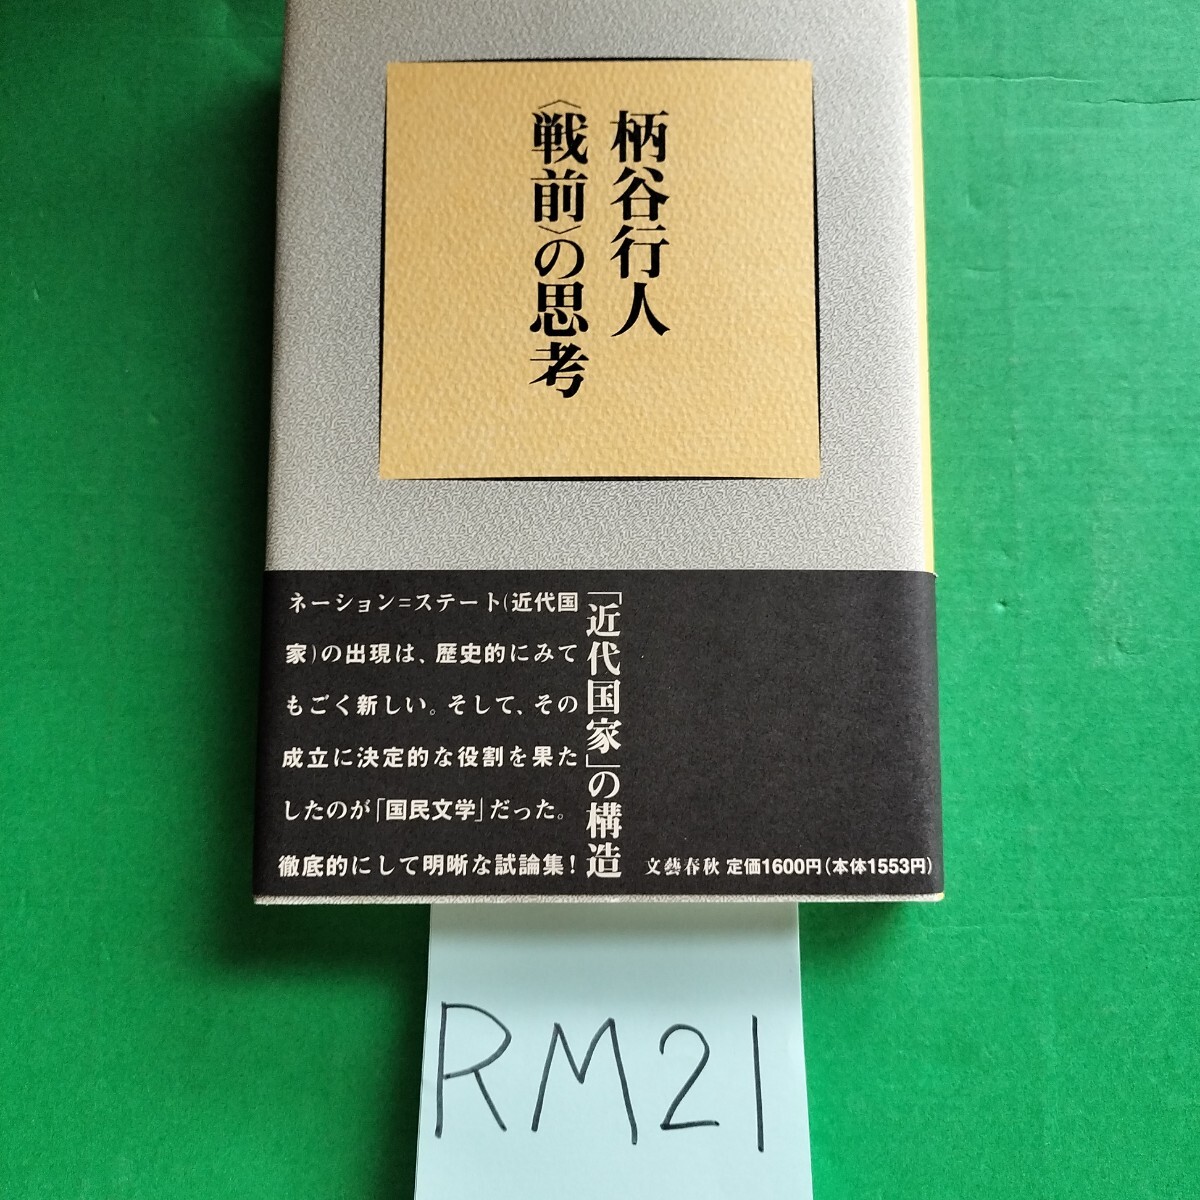 柄谷行人
〈戦前〉の思考
「近代国家」の構造
ネーション=ステート(近代国
家)の出現は、歴史的にみて
もごく新しい。そして、その
成立に決定的な役割を果た
したのが「国民文学」だった。
徹底的にして明晰な試論集!
文藝春秋 定価1600円(本体1553円)
RM21